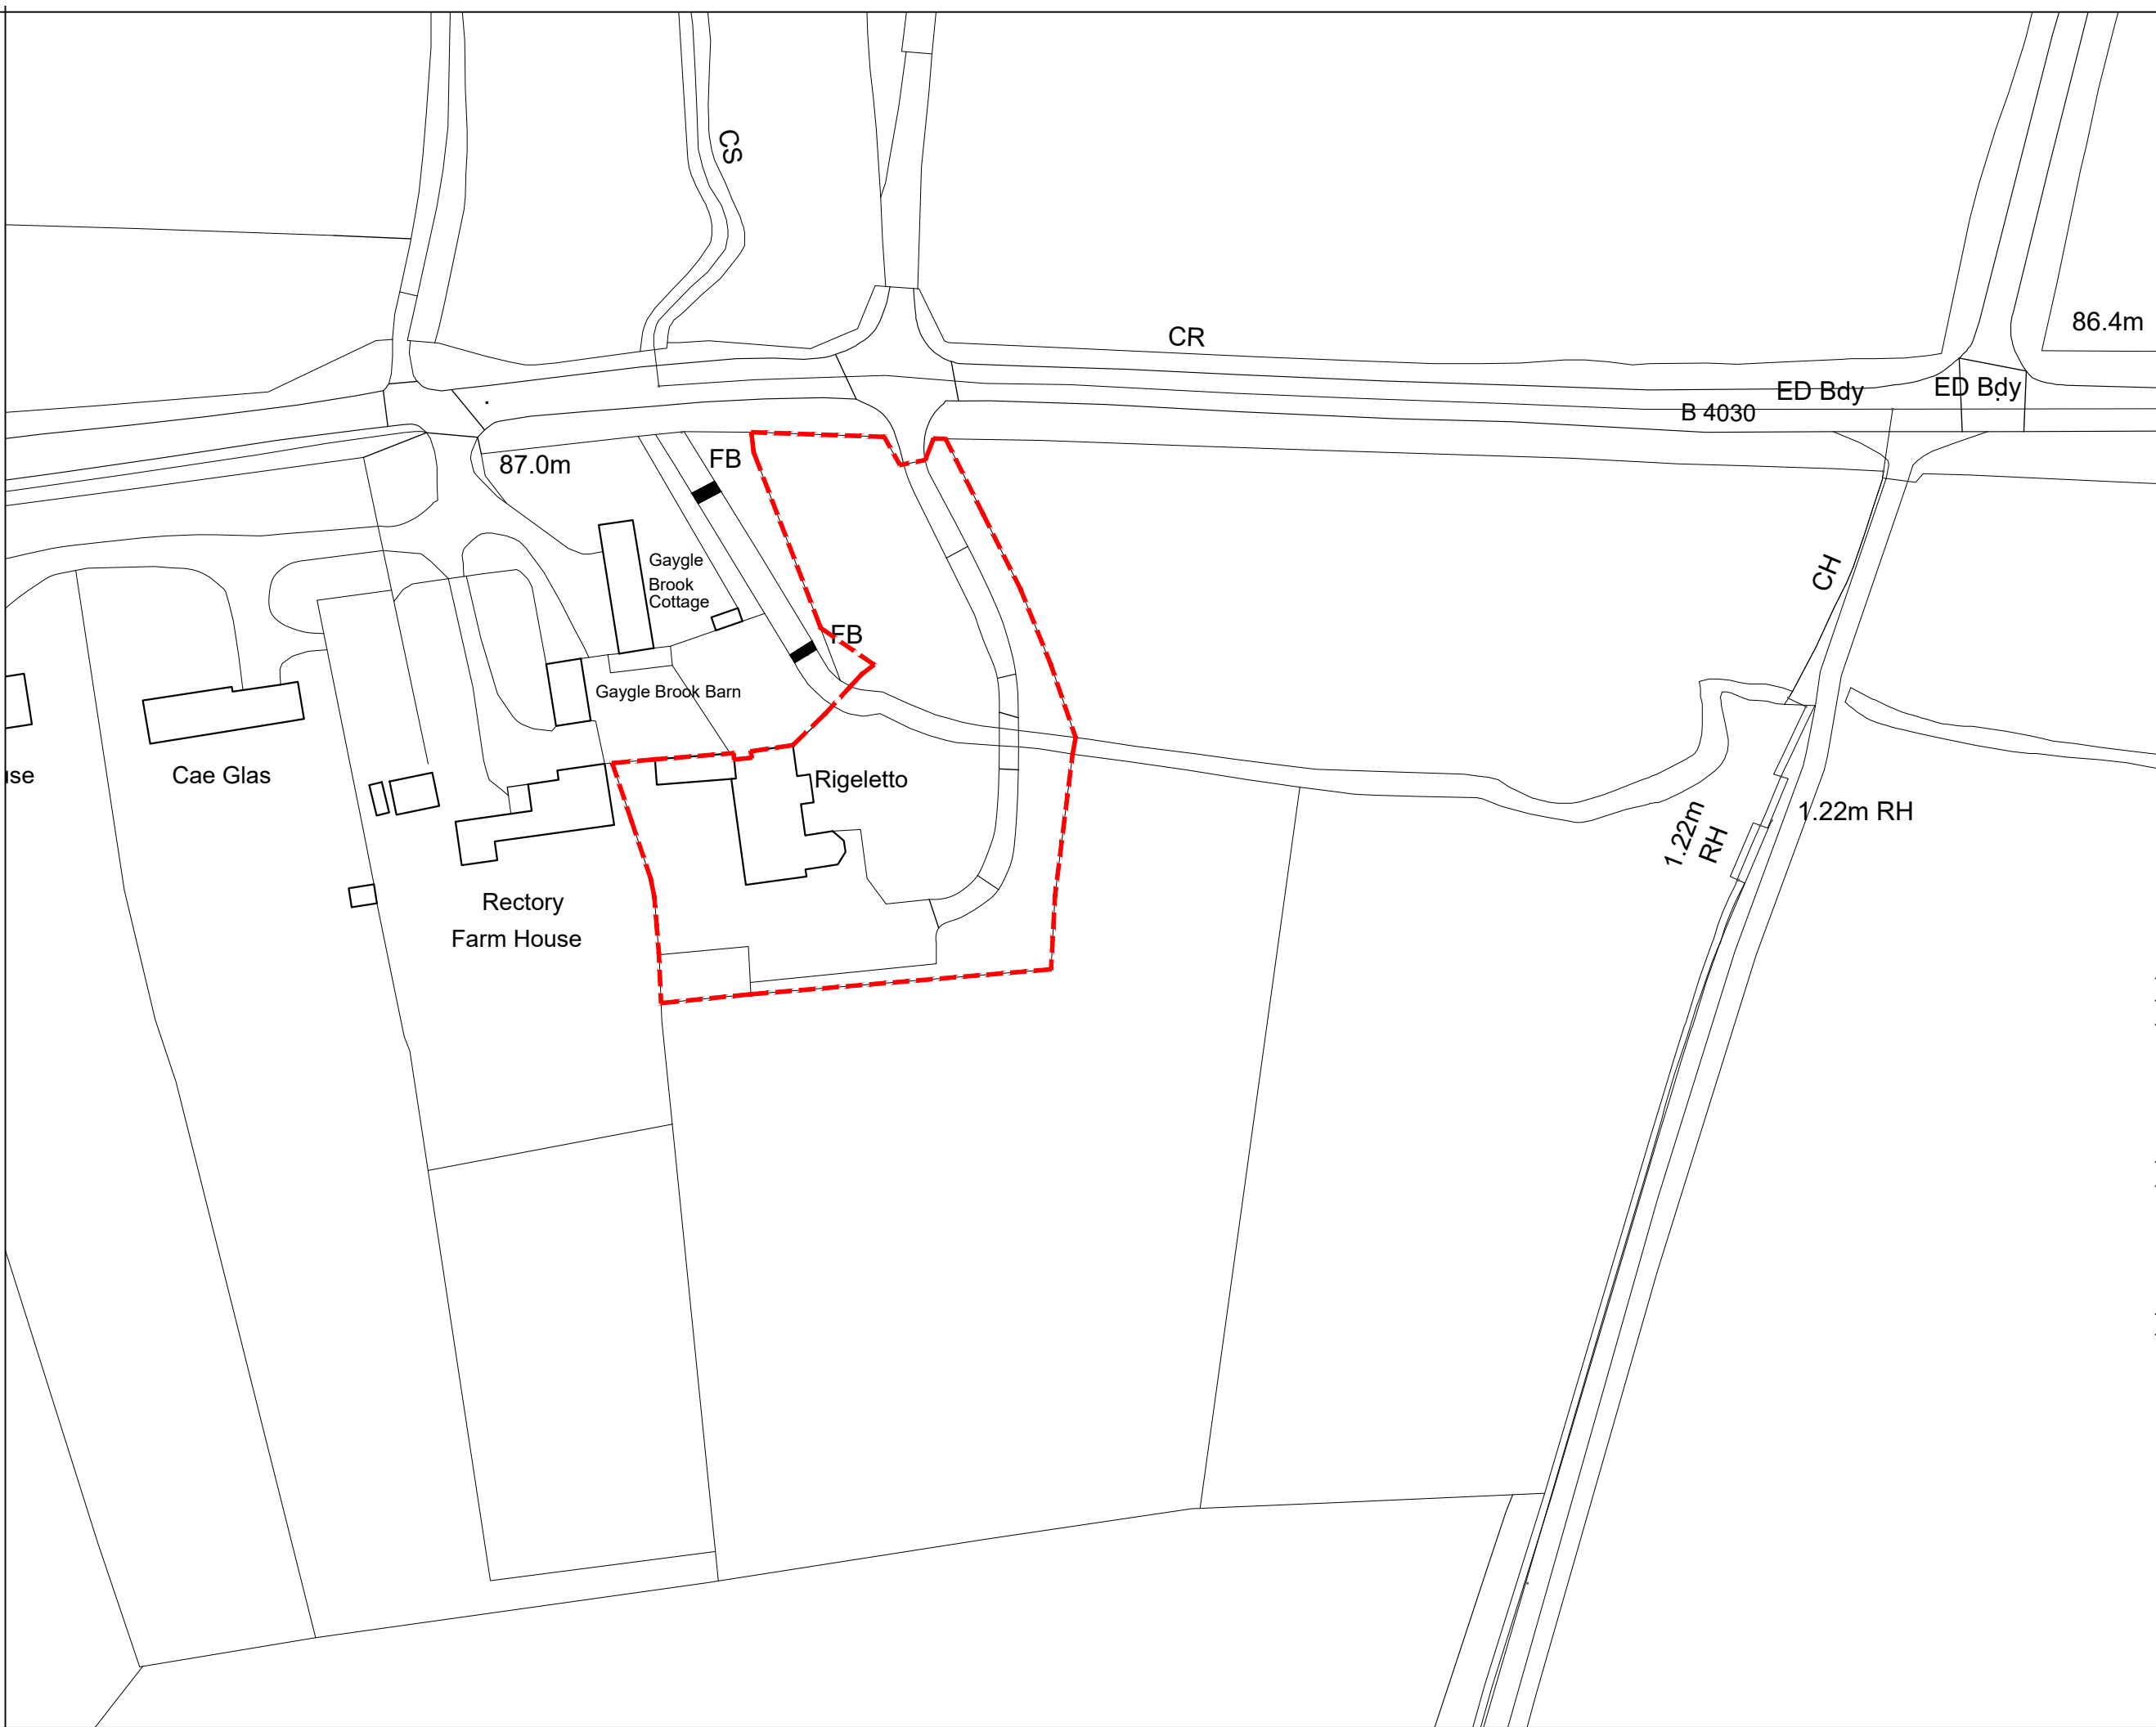 CS
CR
86.4m
ED Bdy
ED Bdy
B 4030
87.0m
FB
Gaygle
Brook
Cottage
CH
FB
Gaygle Brook Barn
Cae Glas
Rigeletto
1.22m
RH
1.22m RH
Rectory
Farm House